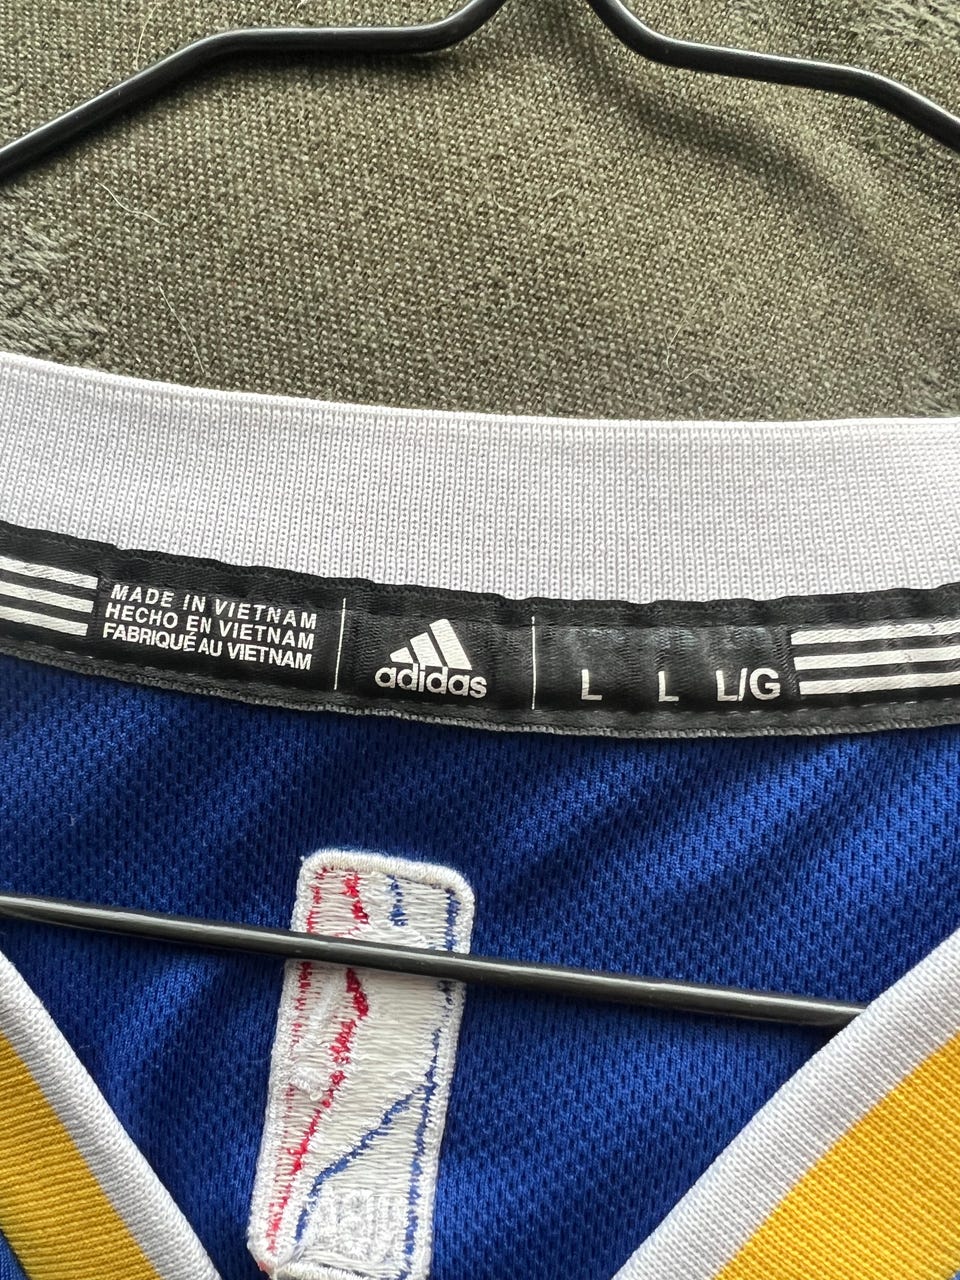 MADE IN VIETNAM
HECHO EN VIETNAM
FABRIQUÉ AU VIETNAM
adidas
L L L/G